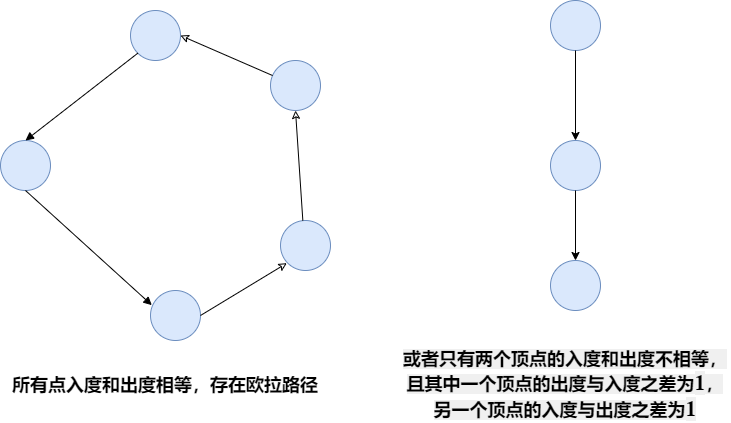 所有点入度和出度相等，存在欧拉路径
或者只有两个顶点的入度和出度不相等，
且其中一个顶点的出度与入度之差为1，
另一个顶点的入度与出度之差为1